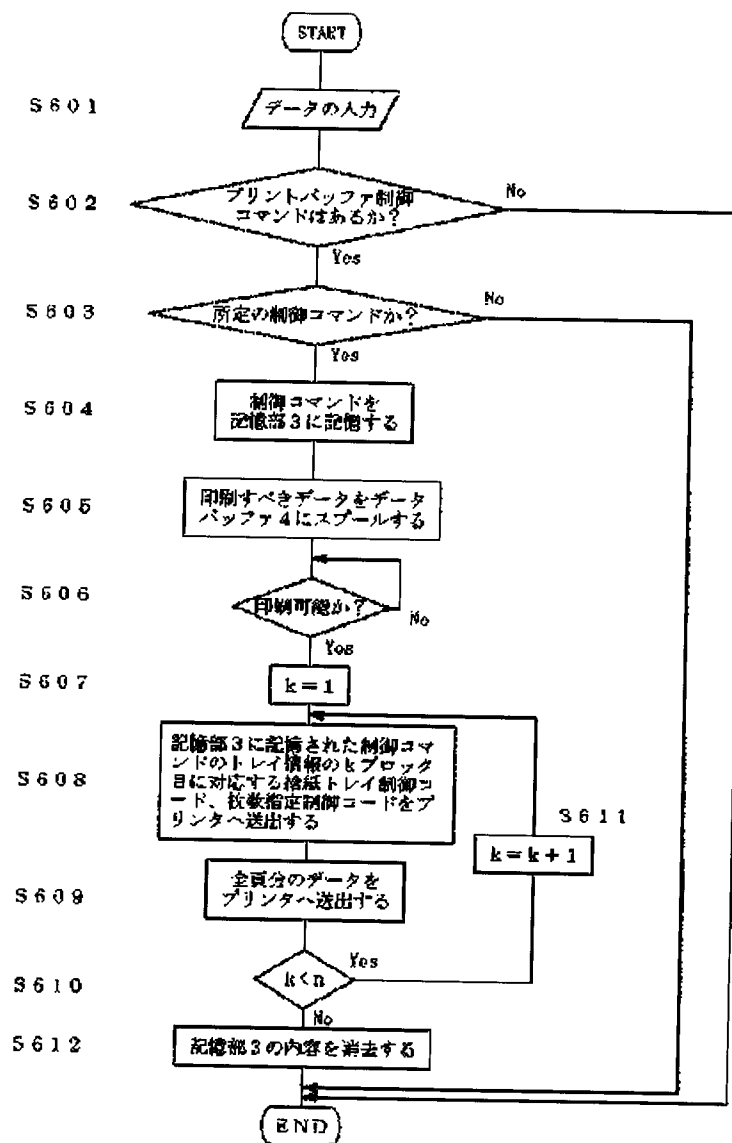 START
S601
データの入力
S602
プリントバッファ制御
コマンドはあるか?
No
Yes
S603
所定の制御コマンドか?
No
Yes
S604
制御コマンドを
記憶部3に記憶する
S605
印刷すべきデータをデータ
バッファ4にスプールする
S606
印刷可能か?
No
Yes
S607
k=1
S608
記憶部3に記憶された制御コマ
ンドのトレイ情報のkブロック
目に対応する給紙トレイ制御コ
ード、枚数指定制御コードをプ
リンタへ送出する
S611
k=k+1
S609
全頁分のデータを
プリンタへ送出する
S610
k<n
Yes
No
S612
記憶部3の内容を消去する
END